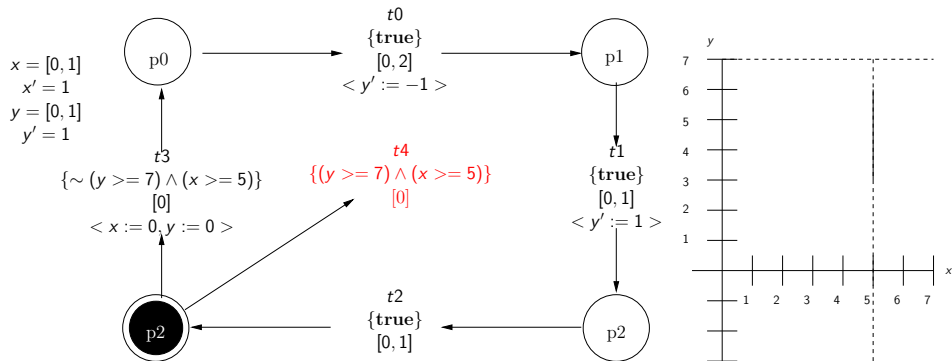 x = [0, 1]
x′ = 1
y = [0, 1]
y′ = 1
p0
t0
{true}
[0, 2]
< y′ := −1 >
p1
t3
{∼ (y >= 7) ∧ (x >= 5)}
[0]
< x := 0, y := 0 >
t4
{(y >= 7) ∧ (x >= 5)}
[0]
t1
{true}
[0, 1]
< y′ := 1 >
p2
t2
{true}
[0, 1]
p2
y
7
6
5
4
3
2
1
x
1 2 3 4 5 6 7